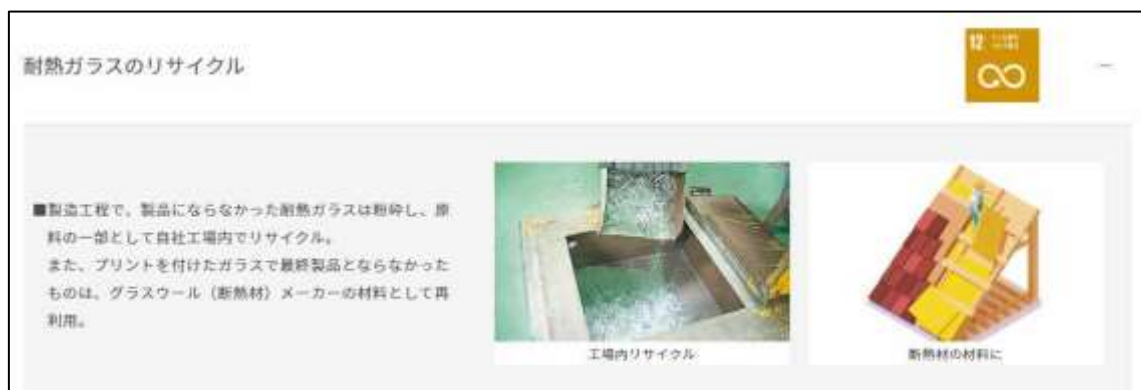 耐熱ガラスのリサイクル
12
■製造工程で、製品にならなかった耐熱ガラスは粉砕し、原
料の一部として自社工場内でリサイクル。
また、プリントを付けたガラスで最終製品とならなかった
ものは、グラスウール（断熱材）メーカーの材料として再
利用。
工場内リサイクル
断熱材の材料に